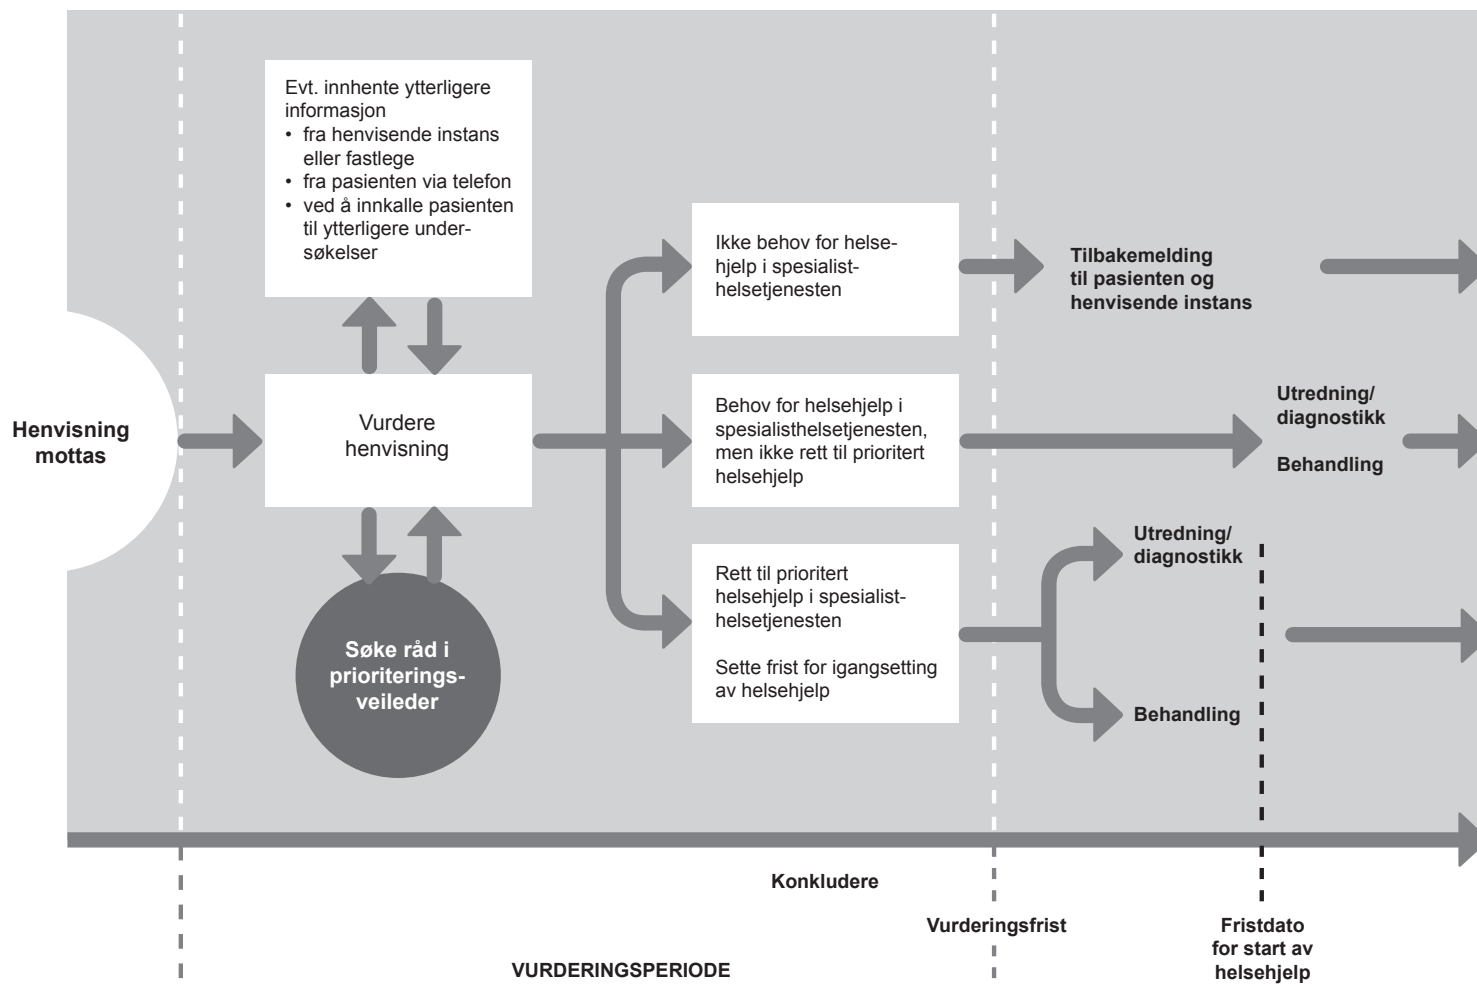 Evt. innhente ytterligere
informasjon
• fra henvisende instans
eller fastlege
• fra pasienten via telefon
• ved å innkalle pasienten
til ytterligere under-
søkelser
Henvisning
mottas
Vurdere
henvisning
Søke råd i
prioriterings-
veileder
Ikke behov for helse-
hjelp i spesialist-
helsetjenesten
Tilbakemelding
til pasienten og
henvisende instans
Behov for helsehjelp i
spesialisthelsetjenesten,
men ikke rett til prioritert
helsehjelp
Utredning/
diagnostikk
Behandling
Rett til prioritert
helsehjelp i spesialist-
helsetjenesten
Sette frist for igangsetting
av helsehjelp
Utredning/
diagnostikk
Behandling
Konkludere
Vurderingsfrist
Fristdato
for start av
helsehjelp
VURDERINGSPERIODE